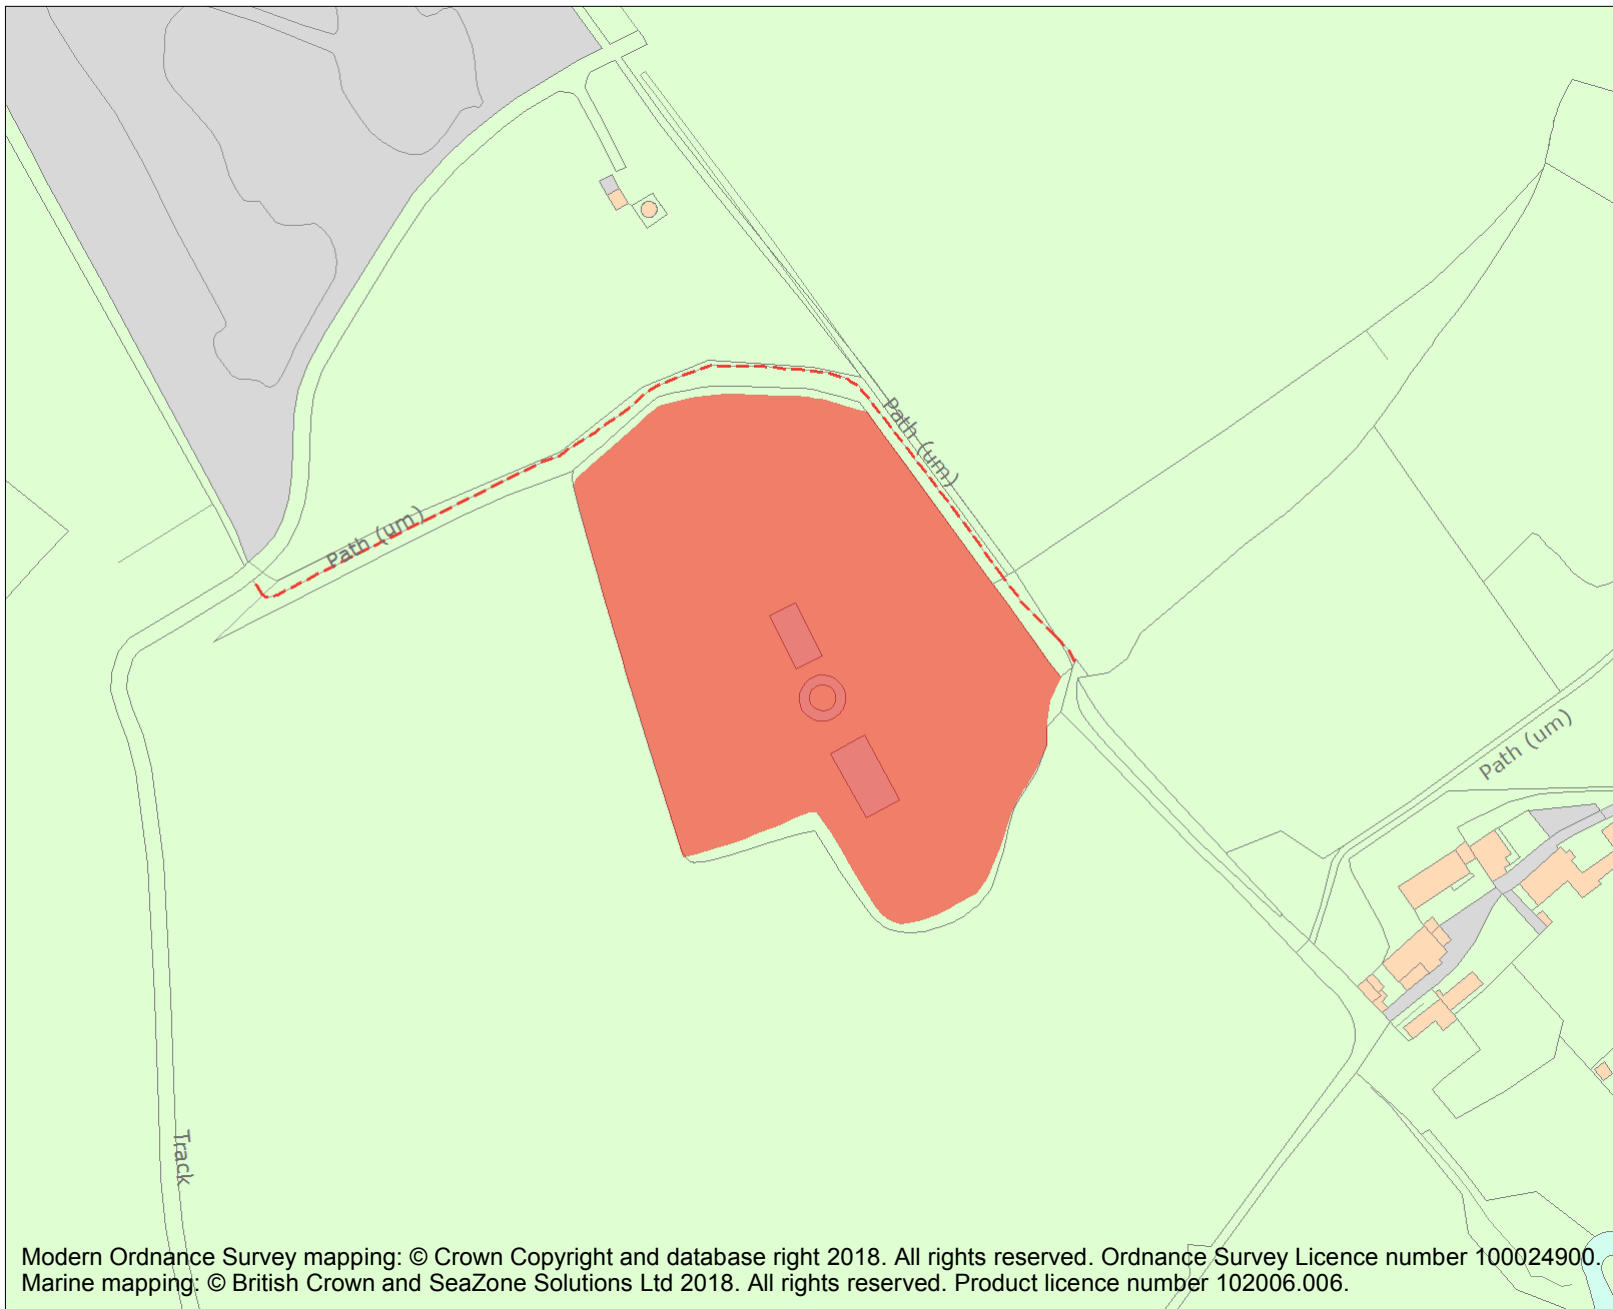 Path (um)
Path (um)
Path (um)
Track
Modern Ordnance Survey mapping: © Crown Copyright and database right 2018. All rights reserved. Ordnance Survey Licence number 100024900.
Marine mapping: © British Crown and SeaZone Solutions Ltd 2018. All rights reserved. Product licence number 102006.006.